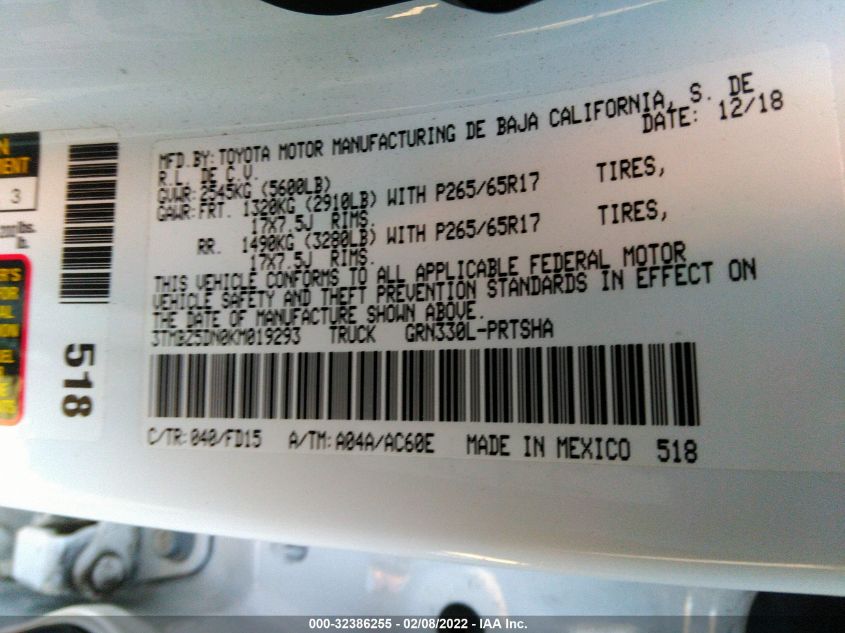 MFD. BY: TOYOTA MOTOR MANUFACTURING DE BAJA CALIFORNIA, S. DE
R.L. DE C.V. DATE: 12/18
GVWR: 2545KG (5600LB)
GAWR: FRT. 1320KG (2910LB) WITH P265/65R17 TIRES,
17X7.5J RIMS.
RR. 1490KG (3280LB) WITH P265/65R17 TIRES,
17X7.5J RIMS.
THIS VEHICLE CONFORMS TO ALL APPLICABLE FEDERAL MOTOR
VEHICLE SAFETY AND THEFT PREVENTION STANDARDS IN EFFECT ON
THE DATE OF MANUFACTURE SHOWN ABOVE.
3TMBZ5DN0KM019293 TRUCK GRN330L-PRTSHA
C/TR: 040/FD15 A/TM: A04A/AC60E MADE IN MEXICO 518
518
3
lbs.
000-32386255 - 02/08/2022 - IAA Inc.